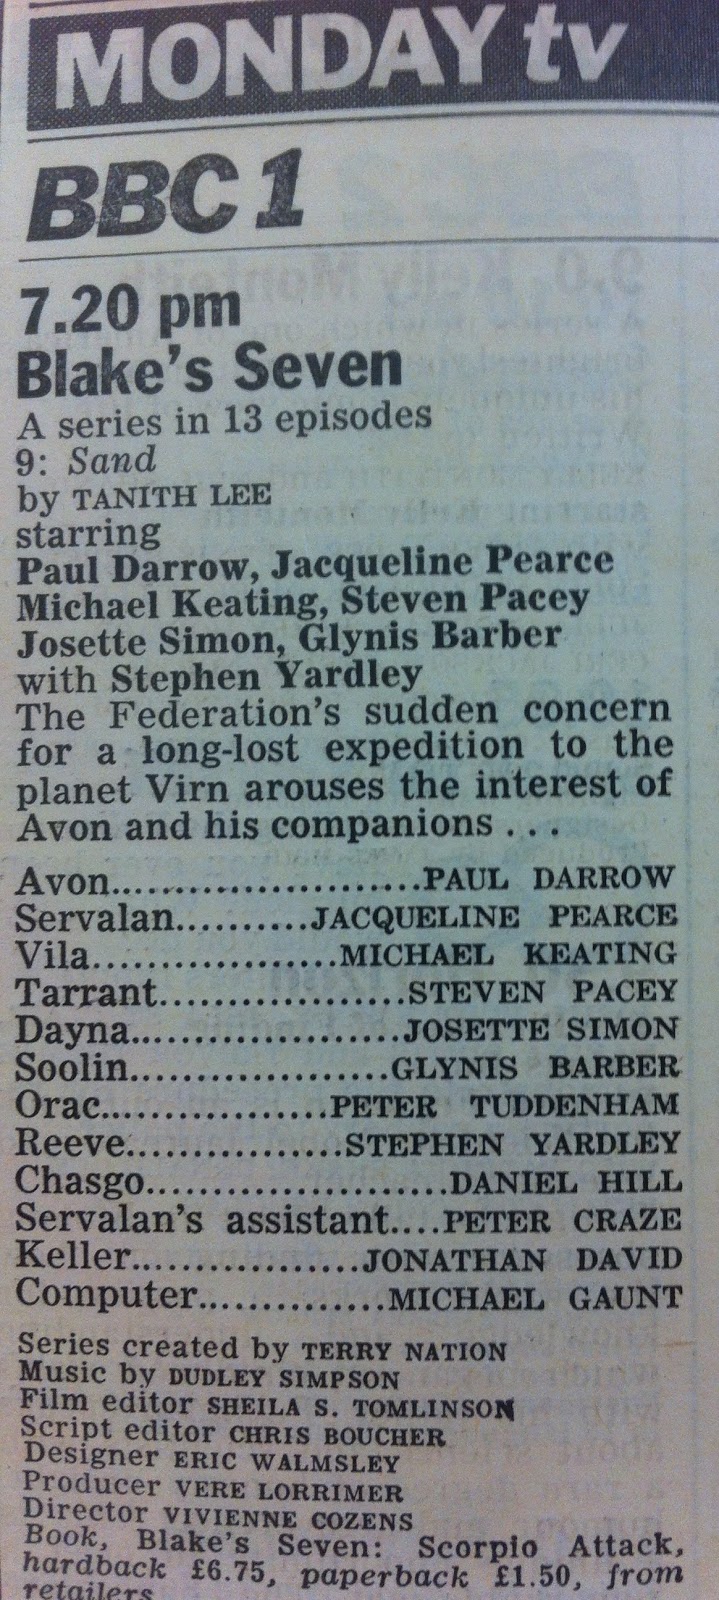 MONDAY tv
BBC 1
7.20 pm
Blake's Seven
A series in 13 episodes
9: Sand
by TANITH LEE
starring
Paul Darrow, Jacqueline Pearce
Michael Keating, Steven Pacey
Josette Simon, Glynis Barber
with Stephen Yardley
The Federation's sudden concern
for a long-lost expedition to the
planet Virn arouses the interest of
Avon and his companions . . .
Avon.......................PAUL DARROW
Servalan..........JACQUELINE PEARCE
Vila..................MICHAEL KEATING
Tarrant..................STEVEN PACEY
Dayna....................JOSETTE SIMON
Soolin...................GLYNIS BARBER
Orac.................PETER TUDDENHAM
Reeve................STEPHEN YARDLEY
Chasgo......................DANIEL HILL
Servalan's assistant....PETER CRAZE
Keller.................JONATHAN DAVID
Computer..............MICHAEL GAUNT
Series created by TERRY NATION
Music by DUDLEY SIMPSON
Film editor SHEILA S. TOMLINSON
Script editor CHRIS BOUCHER
Designer ERIC WALMSLEY
Producer VERE LORRIMER
Director VIVIENNE COZENS
Book, Blake's Seven: Scorpio Attack,
hardback £6.75, paperback £1.50, from
retailers